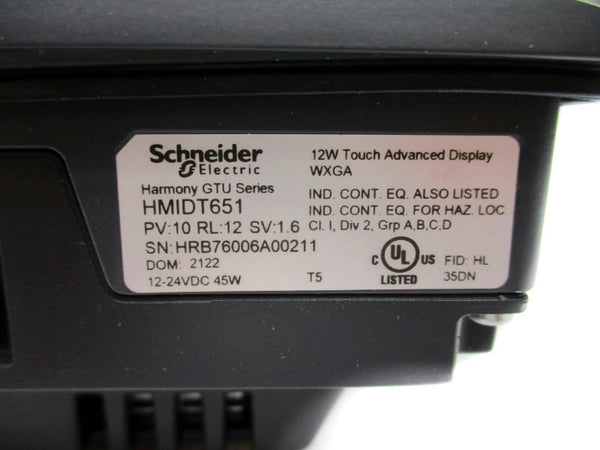 Schneider
Electric
Harmony GTU Series
HMIDT651
PV:10 RL:12 SV:1.6
SN:HRB76006A00211
DOM: 2122
12-24VDC 45W
T5
12W Touch Advanced Display
WXGA
IND. CONT. EQ. ALSO LISTED
IND. CONT. EQ. FOR HAZ. LOC.
Cl. I, Div 2, Grp A,B,C,D
C UL US
LISTED
FID: HL
35DN